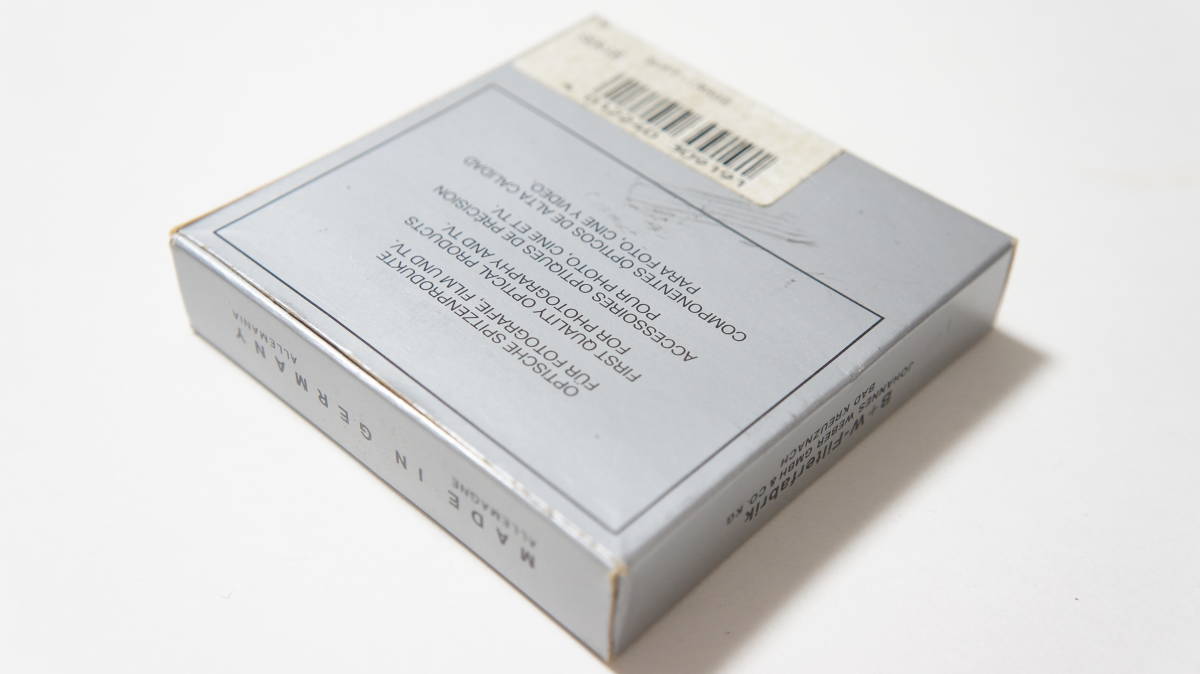 OPTISCHE SPITZENPRODUKTE
FÜR FOTOGRAFIE, FILM UND TV.
FIRST QUALITY OPTICAL PRODUCTS
FOR PHOTOGRAPHY AND TV.
ACCESSOIRES OPTIQUES DE PRÉCISION
POUR PHOTO, CINE ET TV.
COMPONENTES OPTICOS DE ALTA CALIDAD
PARA FOTO, CINE Y VIDEO.
MADE IN GERMANY
ALLEMAGNE ALLEMANIA
B+W-Filterfabrik
JOHANNES WEBER GMBH & CO. KG
BAD KREUZNACH